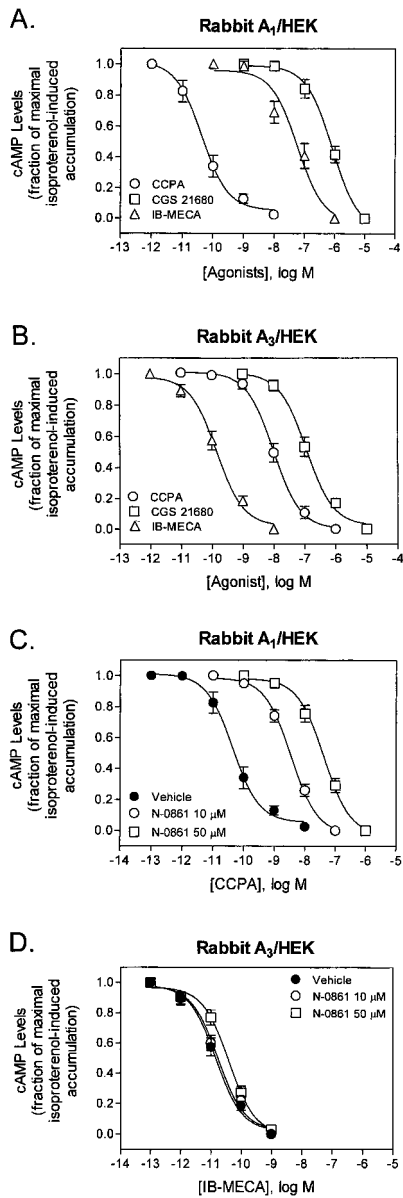 A.
Rabbit A₁/HEK
cAMP Levels
(fraction of maximal
isoproterenol-induced
accumulation)
1.0
0.8
0.6
0.4
0.2
0.0
CCPA
CGS 21680
IB-MECA
-13 -12 -11 -10 -9 -8 -7 -6 -5 -4
[Agonists], log M
B.
Rabbit A₃/HEK
cAMP Levels
(fraction of maximal
isoproterenol-induced
accumulation)
1.0
0.8
0.6
0.4
0.2
0.0
CCPA
CGS 21680
IB-MECA
-13 -12 -11 -10 -9 -8 -7 -6 -5 -4
[Agonist], log M
C.
Rabbit A₁/HEK
cAMP Levels
(fraction of maximal
isoproterenol-induced
accumulation)
1.0
0.8
0.6
0.4
0.2
0.0
Vehicle
N-0861 10 μM
N-0861 50 μM
-14 -13 -12 -11 -10 -9 -8 -7 -6 -5
[CCPA], log M
D.
Rabbit A₃/HEK
cAMP Levels
(fraction of maximal
isoproterenol-induced
accumulation)
1.0
0.8
0.6
0.4
0.2
0.0
Vehicle
N-0861 10 μM
N-0861 50 μM
-14 -13 -12 -11 -10 -9 -8 -7 -6 -5
[IB-MECA], log M